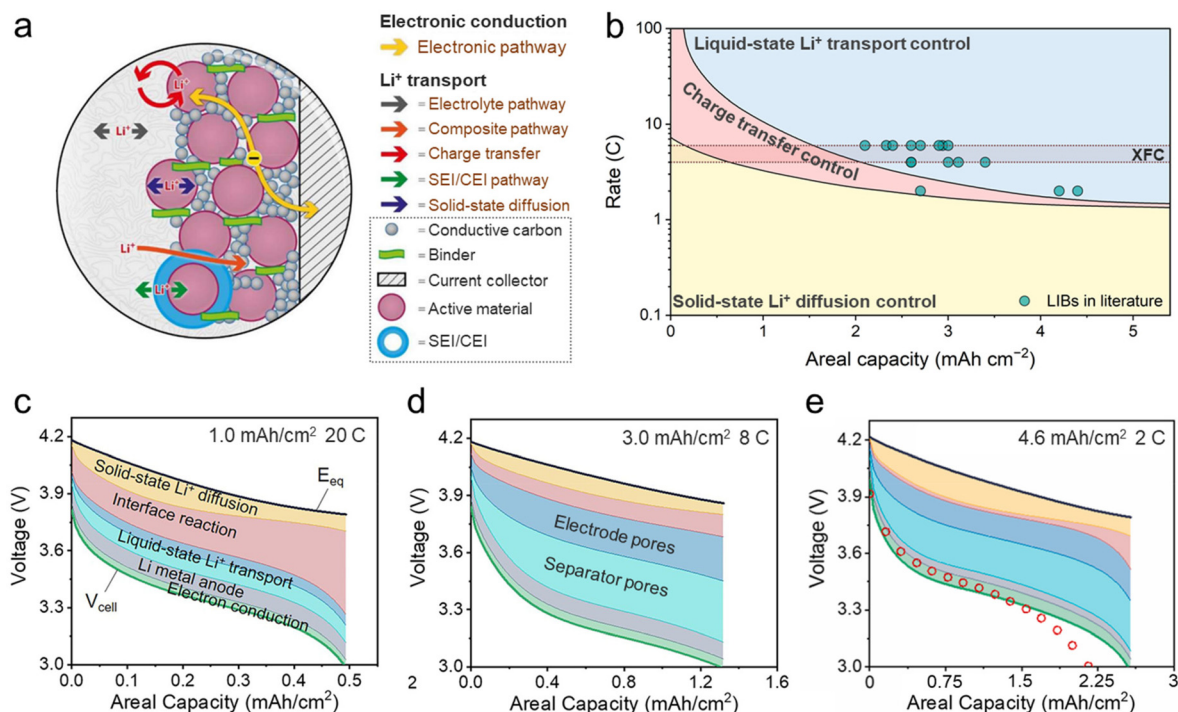 a
Li⁺
Li⁺
Li⁺
Li⁺
Li⁺
−
Electronic conduction
Electronic pathway
Li⁺ transport
= Electrolyte pathway
= Composite pathway
= Charge transfer
= SEI/CEI pathway
= Solid-state diffusion
= Conductive carbon
= Binder
= Current collector
= Active material
= SEI/CEI
b
Rate (C)
100
10
1
0.1
Liquid-state Li⁺ transport control
Charge transfer control
XFC
Solid-state Li⁺ diffusion control
LIBs in literature
0 1 2 3 4 5
Areal capacity (mAh cm⁻²)
c
Voltage (V)
4.2
3.9
3.6
3.3
3.0
1.0 mAh/cm² 20 C
Solid-state Li⁺ diffusion
E_eq
Interface reaction
Liquid-state Li⁺ transport
Li metal anode
Electron conduction
V_cell
0.0 0.1 0.2 0.3 0.4 0.5
Areal Capacity (mAh/cm²)
2
d
Voltage (V)
4.2
3.9
3.6
3.3
3.0
3.0 mAh/cm² 8 C
Electrode pores
Separator pores
0.0 0.4 0.8 1.2 1.6
Areal Capacity (mAh/cm²)
e
Voltage (V)
4.2
3.9
3.6
3.3
3.0
4.6 mAh/cm² 2 C
0 0.75 1.5 2.25 3
Areal Capacity (mAh/cm²)